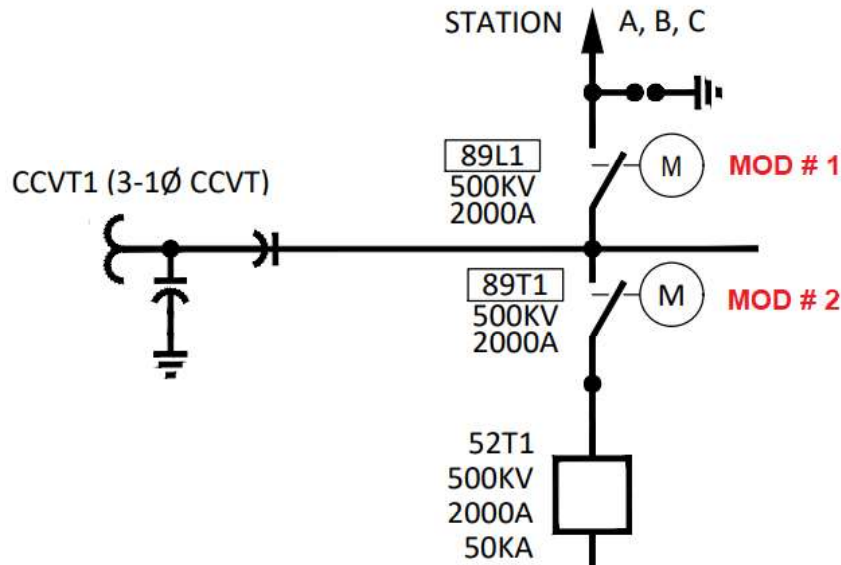 STATION A, B, C
89L1
500KV
2000A
M
MOD # 1
CCVT1 (3-1Ø CCVT)
89T1
500KV
2000A
M
MOD # 2
52T1
500KV
2000A
50KA